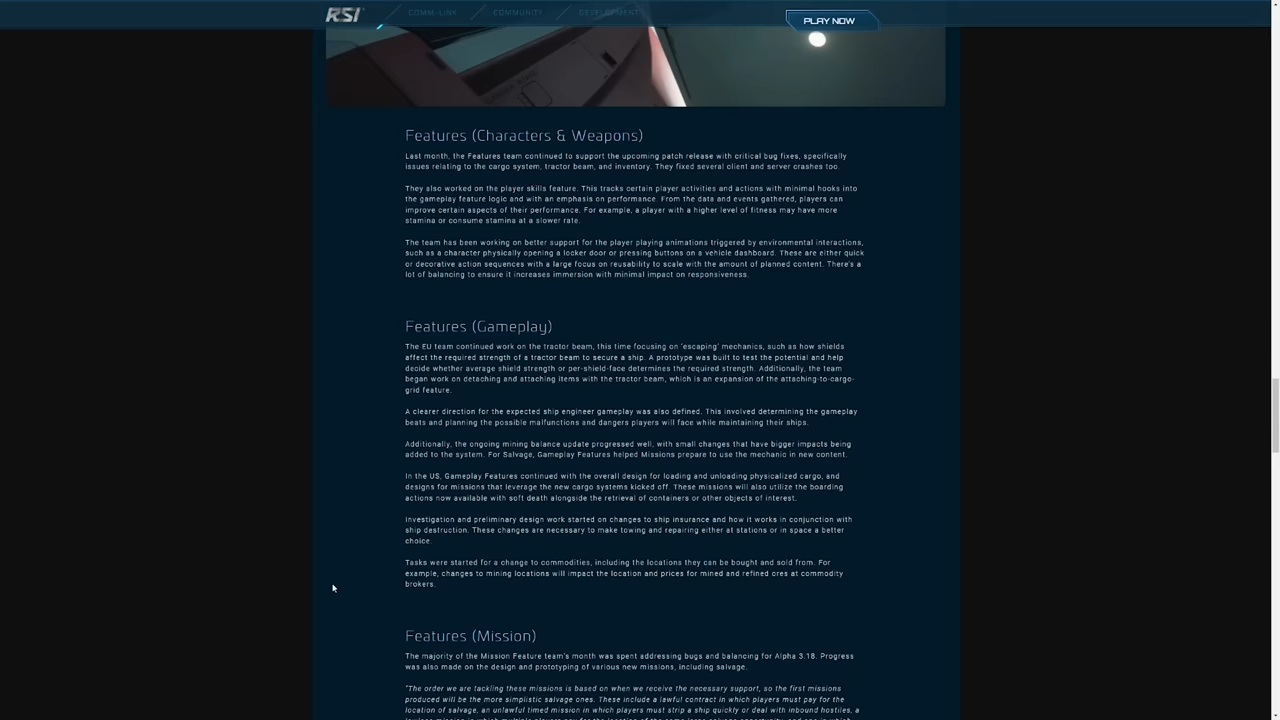 RSI
COMM-LINK
COMMUNITY
DEVELOPMENT
PLAY NOW
Features (Characters & Weapons)
Last month, the Features team continued to support the upcoming patch release with critical bug fixes, specifically
issues relating to the cargo system, tractor beam, and inventory. They fixed several client and server crashes too.
They also worked on the player skills feature. This tracks certain player activities and actions with minimal hooks into
the gameplay feature logic and with an emphasis on performance. From the data and events gathered, players can
improve certain aspects of their performance. For example, a player with a higher level of fitness may have more
stamina or consume stamina at a slower rate.
The team has been working on better support for the player playing animations triggered by environmental interactions,
such as a character physically opening a locker door or pressing buttons on a vehicle dashboard. These are either quick
or decorative action sequences with a large focus on reusability to scale with the amount of planned content. There's a
lot of balancing to ensure it increases immersion with minimal impact on responsiveness.
Features (Gameplay)
The EU team continued work on the tractor beam, this time focusing on 'escaping' mechanics, such as how shields
affect the required strength of a tractor beam to secure a ship. A prototype was built to test the potential and help
decide whether average shield strength or per-shield-face determines the required strength. Additionally, the team
began work on detaching and attaching items with the tractor beam, which is an expansion of the attaching-to-cargo-
grid feature.
A clearer direction for the expected ship engineer gameplay was also defined. This involved determining the gameplay
beats and planning the possible malfunctions and dangers players will face while maintaining their ships.
Additionally, the ongoing mining balance update progressed well, with small changes that have bigger impacts being
added to the system. For Salvage, Gameplay Features helped Missions prepare to use the mechanic in new content.
In the US, Gameplay Features continued with the overall design for loading and unloading physicalized cargo, and
designs for missions that leverage the new cargo systems kicked off. These missions will also utilize the boarding
actions now available with soft death alongside the retrieval of containers or other objects of interest.
Investigation and preliminary design work started on changes to ship insurance and how it works in conjunction with
ship destruction. These changes are necessary to make towing and repairing either at stations or in space a better
choice.
Tasks were started for a change to commodities, including the locations they can be bought and sold from. For
example, changes to mining locations will impact the location and prices for mined and refined ores at commodity
brokers.
Features (Mission)
The majority of the Mission Feature team's month was spent addressing bugs and balancing for Alpha 3.18. Progress
was also made on the design and prototyping of various new missions, including salvage.
"The order we are tackling these missions is based on when we receive the necessary support, so the first missions
produced will be the more simplistic salvage ones. These include a lawful contract in which players must pay for the
location of salvage, an unlawful timed mission in which players must strip a ship quickly or deal with inbound hostiles, a